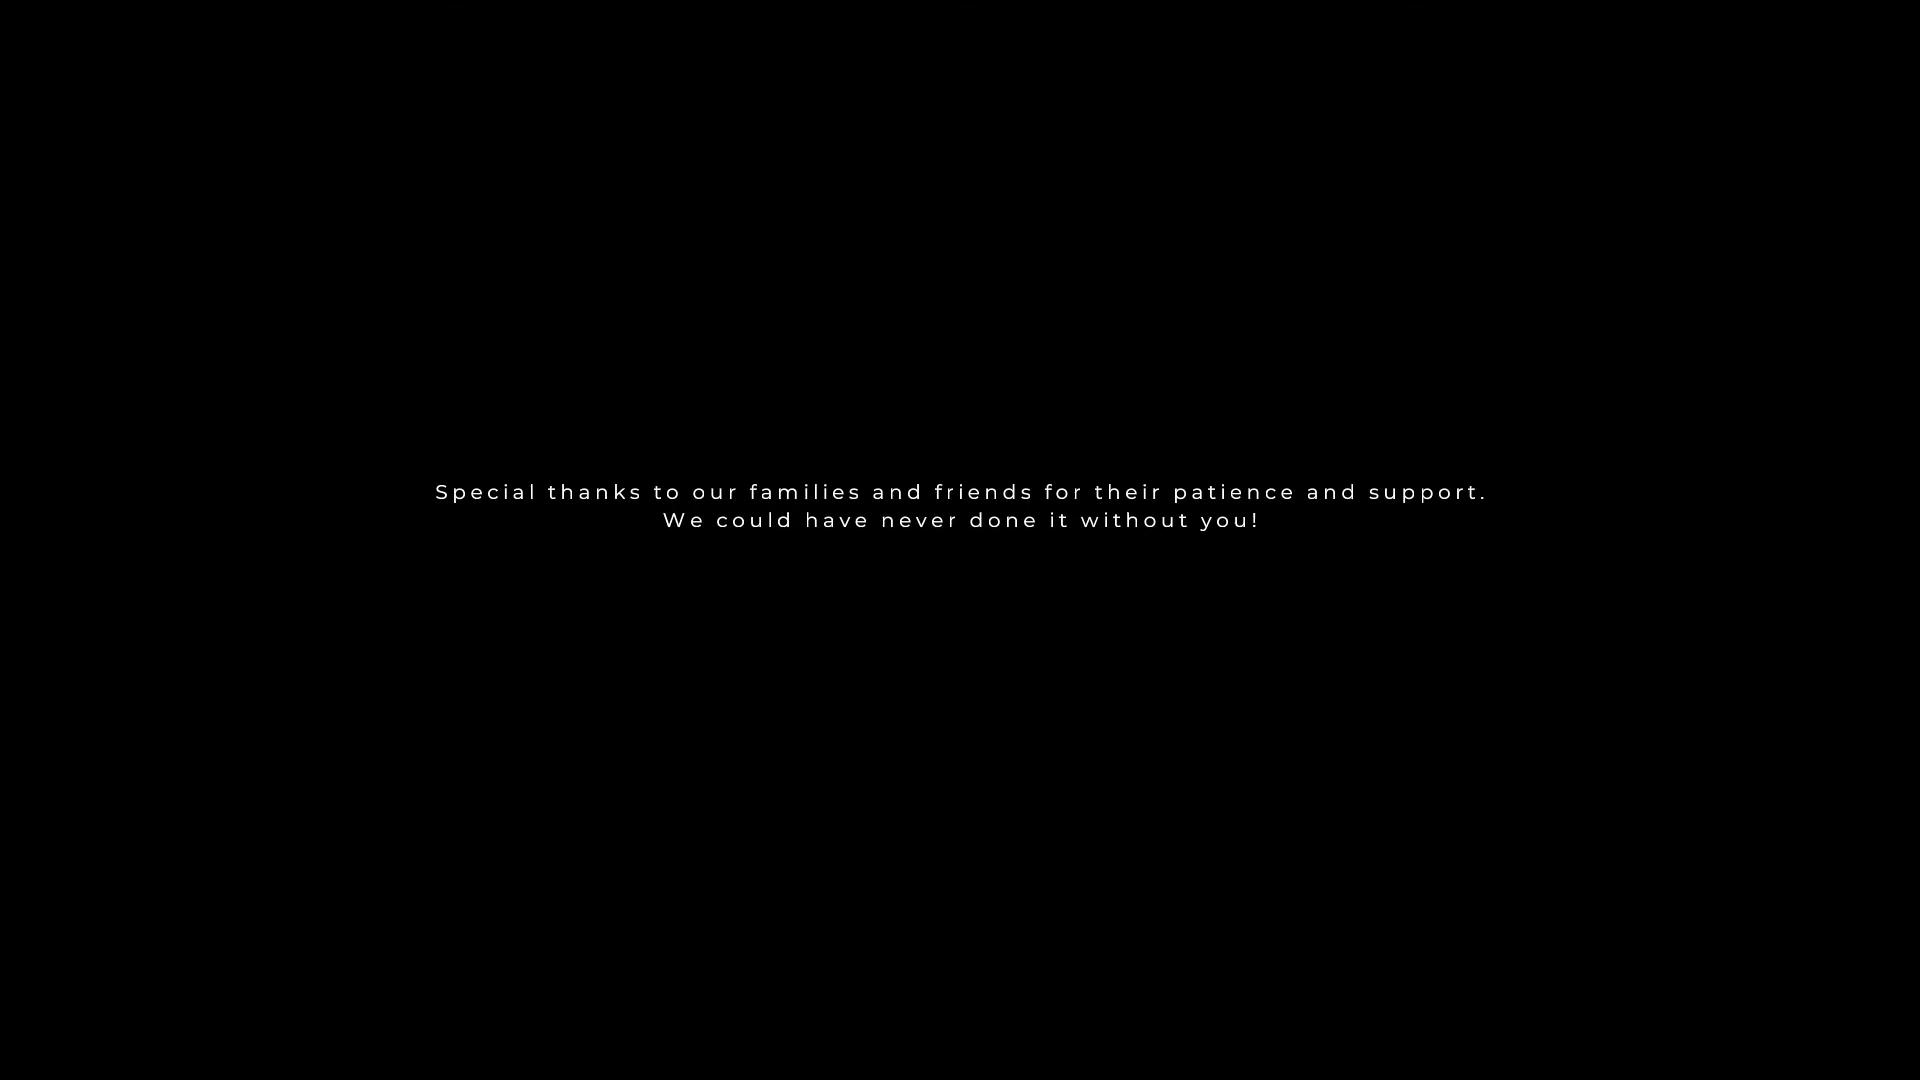 Special thanks to our families and friends for their patience and support.
We could have never done it without you!